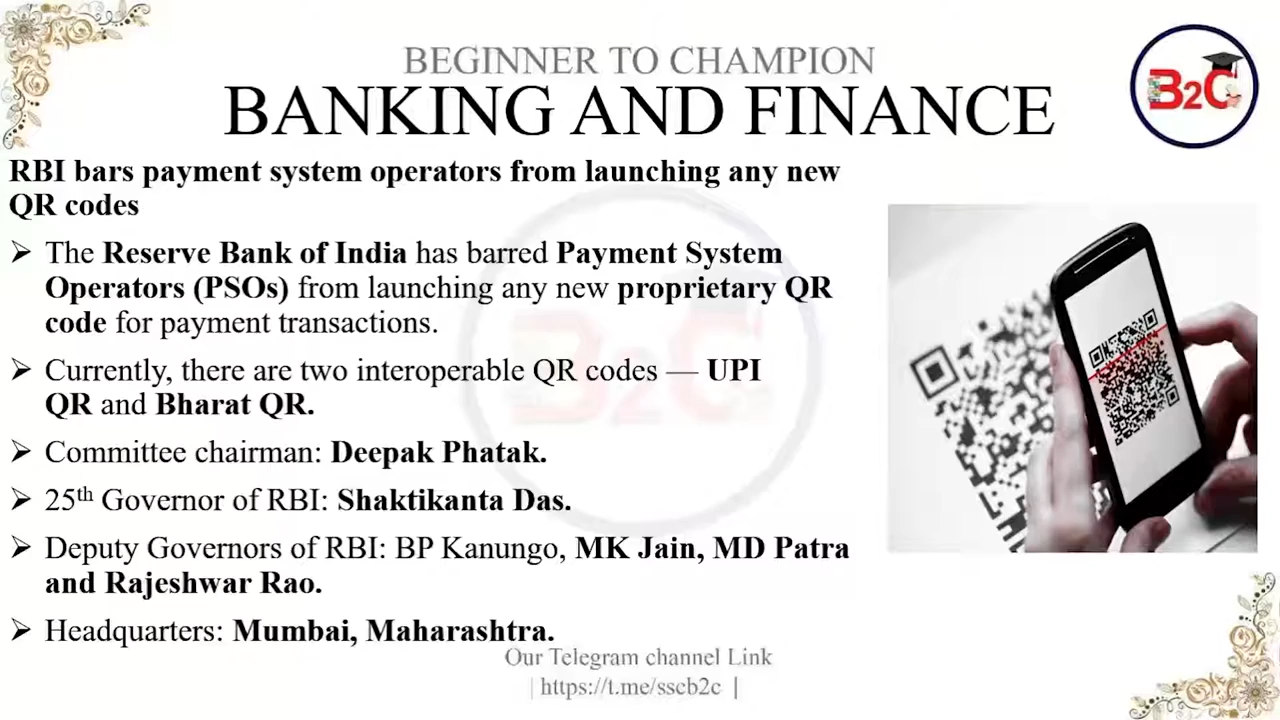 BEGINNER TO CHAMPION
BANKING AND FINANCE
B2C
RBI bars payment system operators from launching any new
QR codes
➢ The Reserve Bank of India has barred Payment System
Operators (PSOs) from launching any new proprietary QR
code for payment transactions.
➢ Currently, there are two interoperable QR codes — UPI
QR and Bharat QR.
➢ Committee chairman: Deepak Phatak.
➢ 25th Governor of RBI: Shaktikanta Das.
➢ Deputy Governors of RBI: BP Kanungo, MK Jain, MD Patra
and Rajeshwar Rao.
➢ Headquarters: Mumbai, Maharashtra.
B2C
Our Telegram channel Link
| https://t.me/sscb2c |